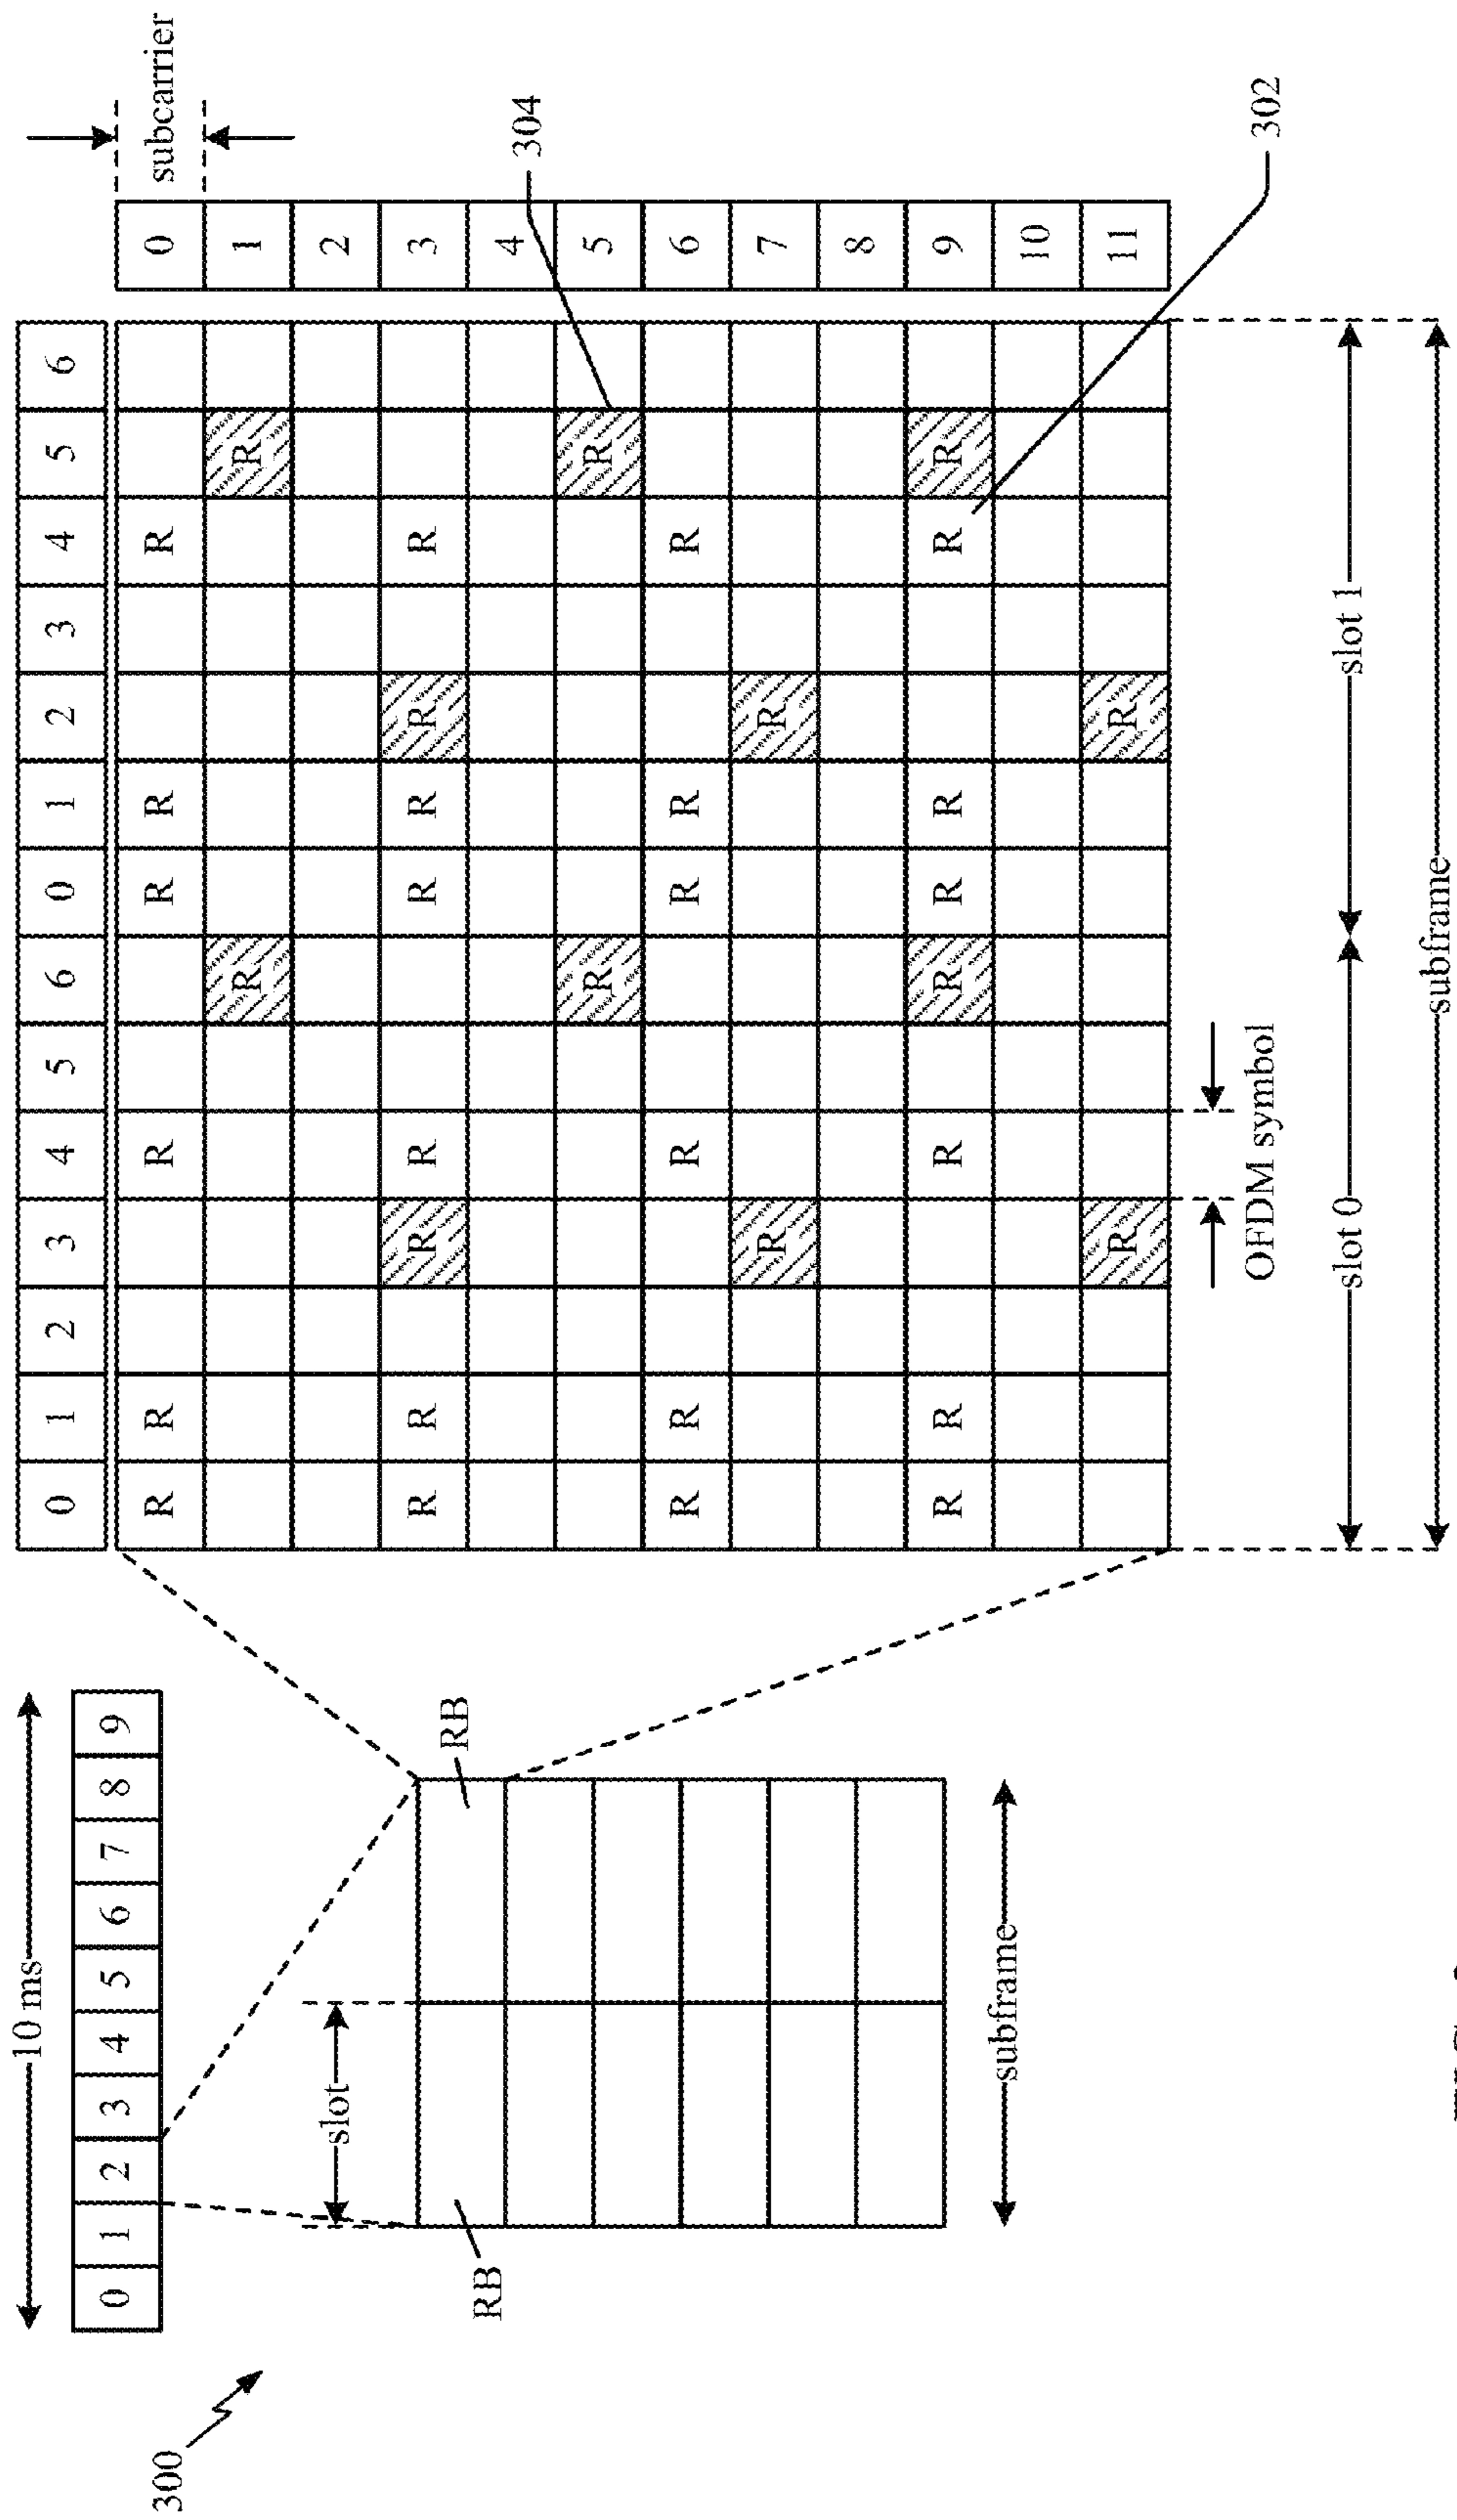 10 ms
0 1 2 3 4 5 6 0 1 2 3 4 5 6
0 1 2 3 4 5 6 7 8 9
300
R R R R R R 0 subcarrier
R R 1
slot
2
R R R R R R R R 3
RB
RB
4
304
R R 5
R R R R R R 6
R R 7
8
R R R R R R R R 9
subframe
10
R R 11
OFDM symbol
302
slot 0 slot 1
subframe